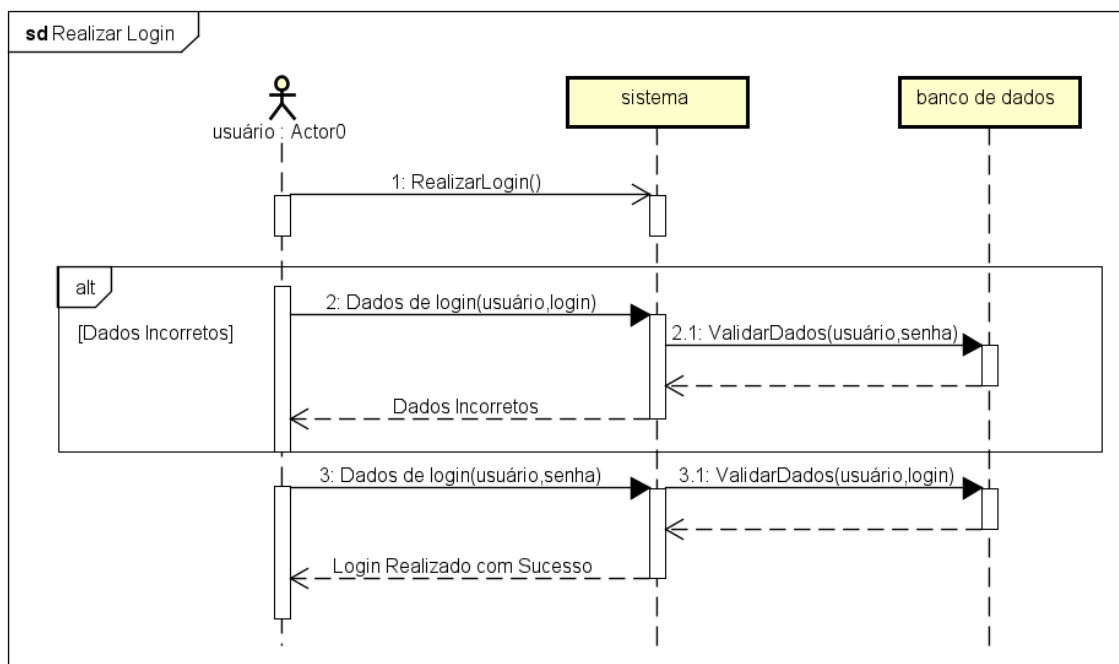 sd Realizar Login
usuário : Actor0
sistema
banco de dados
1: RealizarLogin()
alt
[Dados Incorretos]
2: Dados de login(usuário,login)
2.1: ValidarDados(usuário,senha)
Dados Incorretos
3: Dados de login(usuário,senha)
3.1: ValidarDados(usuário,login)
Login Realizado com Sucesso